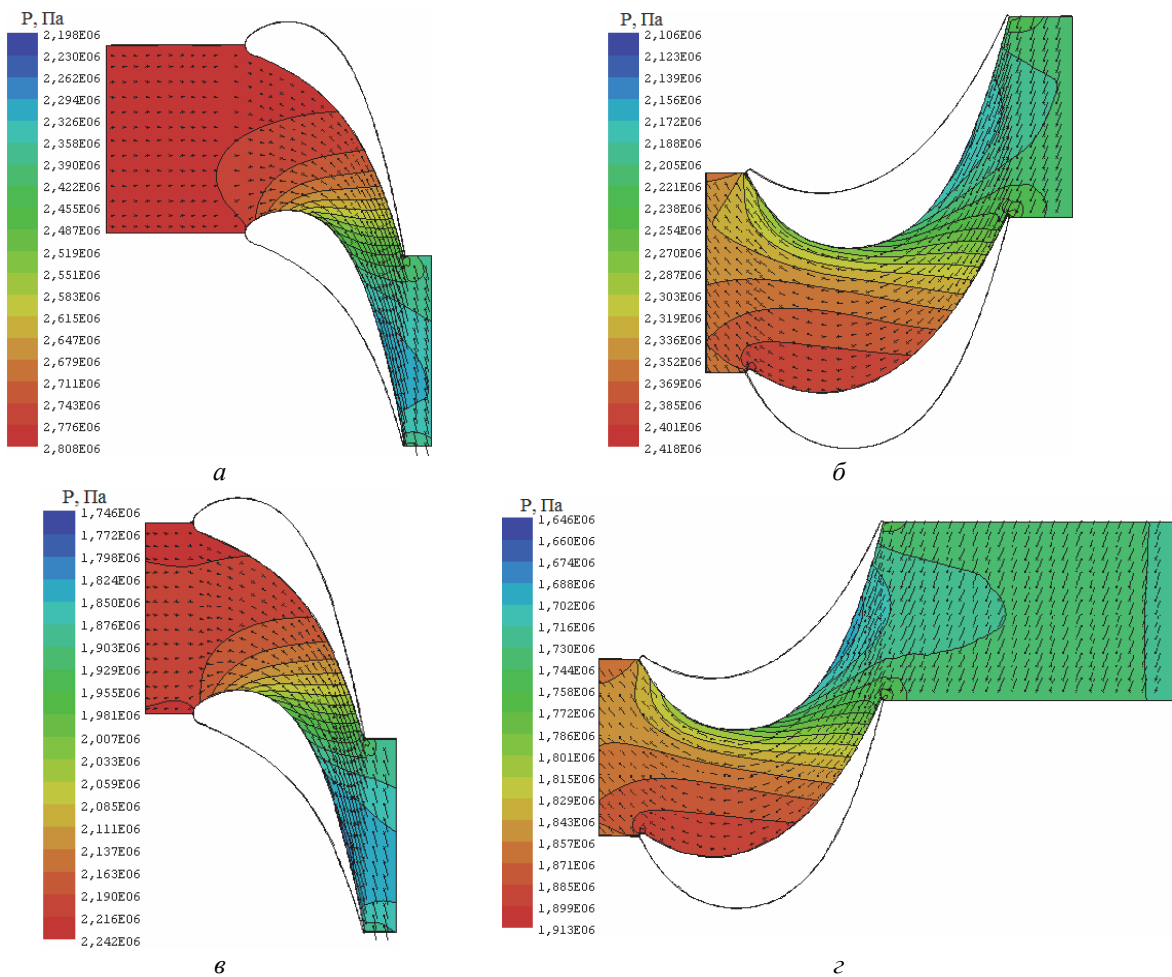 P, Па
2,198E06
2,230E06
2,262E06
2,294E06
2,326E06
2,358E06
2,390E06
2,422E06
2,455E06
2,487E06
2,519E06
2,551E06
2,583E06
2,615E06
2,647E06
2,679E06
2,711E06
2,743E06
2,776E06
2,808E06
а
P, Па
2,106E06
2,123E06
2,139E06
2,156E06
2,172E06
2,188E06
2,205E06
2,221E06
2,238E06
2,254E06
2,270E06
2,287E06
2,303E06
2,319E06
2,336E06
2,352E06
2,369E06
2,385E06
2,401E06
2,418E06
б
P, Па
1,746E06
1,772E06
1,798E06
1,824E06
1,850E06
1,876E06
1,903E06
1,929E06
1,955E06
1,981E06
2,007E06
2,033E06
2,059E06
2,085E06
2,111E06
2,137E06
2,163E06
2,190E06
2,216E06
2,242E06
в
P, Па
1,646E06
1,660E06
1,674E06
1,688E06
1,702E06
1,716E06
1,730E06
1,744E06
1,758E06
1,772E06
1,786E06
1,801E06
1,815E06
1,829E06
1,843E06
1,857E06
1,871E06
1,885E06
1,899E06
1,913E06
г